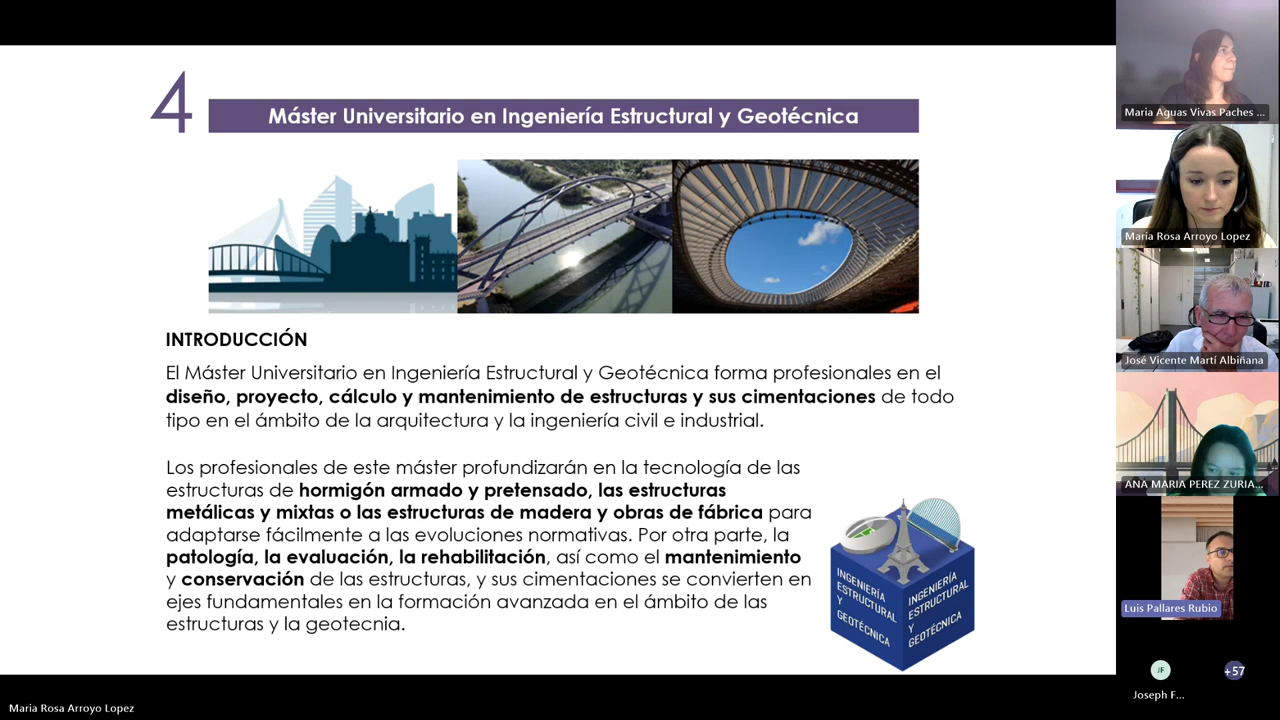 4
Máster Universitario en Ingeniería Estructural y Geotécnica
INTRODUCCIÓN
El Máster Universitario en Ingeniería Estructural y Geotécnica forma profesionales en el
diseño, proyecto, cálculo y mantenimiento de estructuras y sus cimentaciones de todo
tipo en el ámbito de la arquitectura y la ingeniería civil e industrial.
Los profesionales de este máster profundizarán en la tecnología de las
estructuras de hormigón armado y pretensado, las estructuras
metálicas y mixtas o las estructuras de madera y obras de fábrica para
adaptarse fácilmente a las evoluciones normativas. Por otra parte, la
patología, la evaluación, la rehabilitación, así como el mantenimiento
y conservación de las estructuras, y sus cimentaciones se convierten en
ejes fundamentales en la formación avanzada en el ámbito de las
estructuras y la geotecnia.
INGENIERÍA
ESTRUCTURAL
Y
GEOTÉCNICA
INGENIERÍA
ESTRUCTURAL
Y
GEOTÉCNICA
Maria Aguas Vivas Paches ...
María Rosa Arroyo Lopez
José Vicente Martí Albiñana
ANA MARIA PEREZ ZURIA...
Luis Pallares Rubio
JF
+57
Joseph F...
Maria Rosa Arroyo Lopez